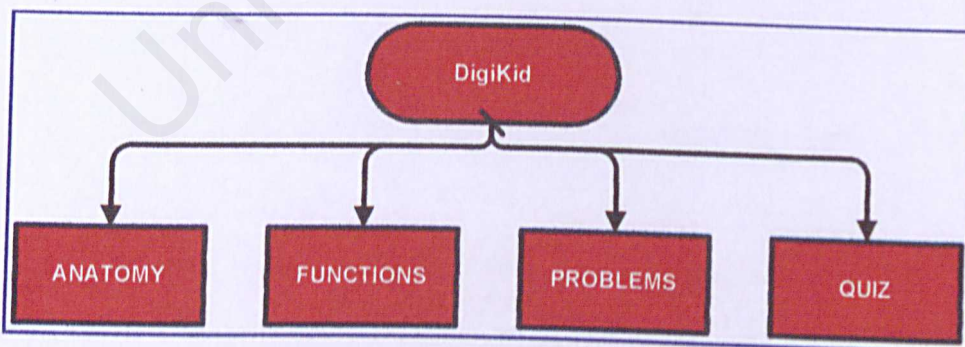 DigiKid
ANATOMY
FUNCTIONS
PROBLEMS
QUIZ